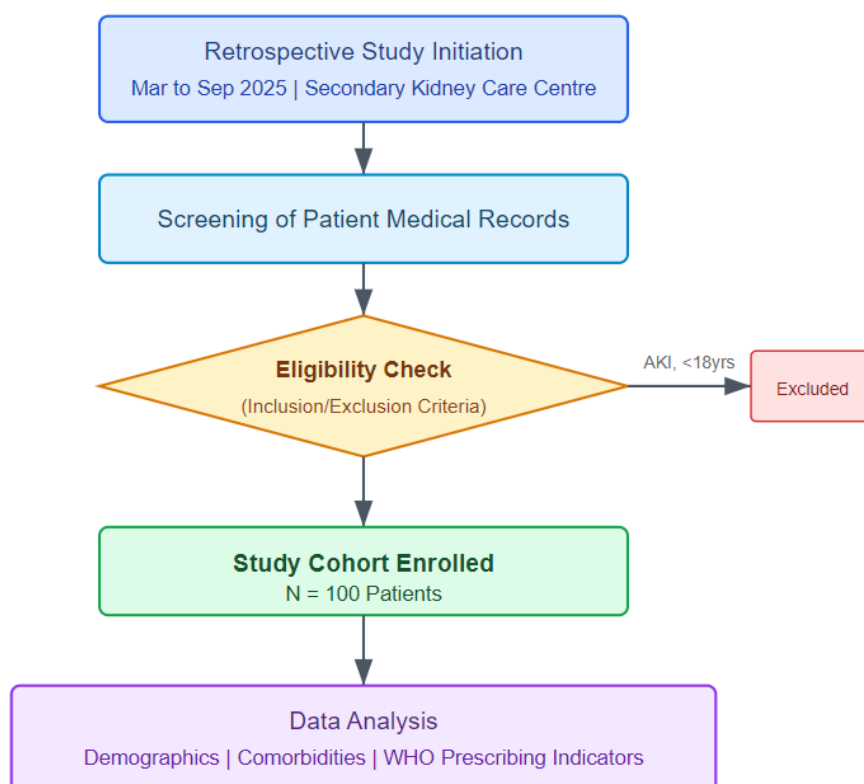 Retrospective Study Initiation
Mar to Sep 2025 | Secondary Kidney Care Centre
Screening of Patient Medical Records
Eligibility Check
(Inclusion/Exclusion Criteria)
AKI, <18yrs
Excluded
Study Cohort Enrolled
N = 100 Patients
Data Analysis
Demographics | Comorbidities | WHO Prescribing Indicators